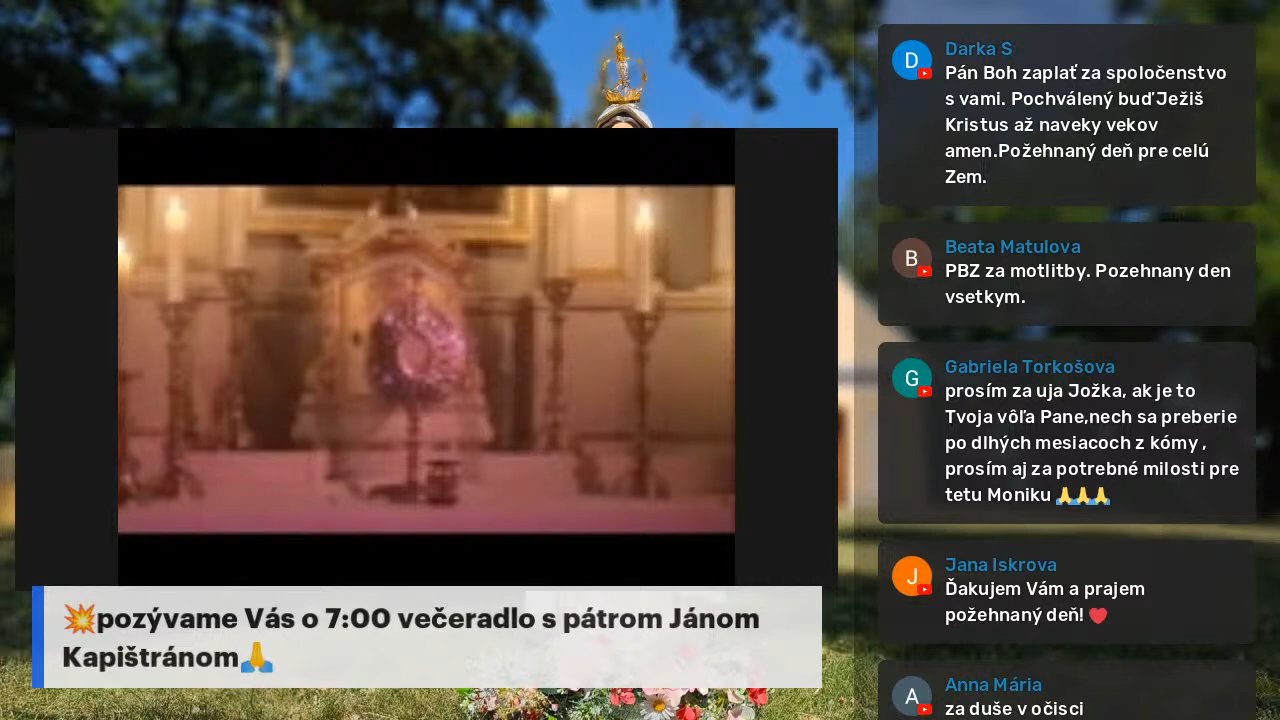 D
Darka S
Pán Boh zaplať za spoločenstvo
s vami. Pochválený buď Ježiš
Kristus až naveky vekov
amen.Požehnaný deň pre celú
Zem.
B
Beata Matulova
PBZ za motlitby. Pozehnany den
vsetkym.
G
Gabriela Torkošova
prosím za uja Jožka, ak je to
Tvoja vôľa Pane,nech sa preberie
po dlhých mesiacoch z kómy ,
prosím aj za potrebné milosti pre
tetu Moniku 🙏🙏🙏
J
Jana Iskrova
Ďakujem Vám a prajem
požehnaný deň! ❤️
A
Anna Mária
za duše v očisci
💥pozývame Vás o 7:00 večeradlo s pátrom Jánom
Kapištránom🙏